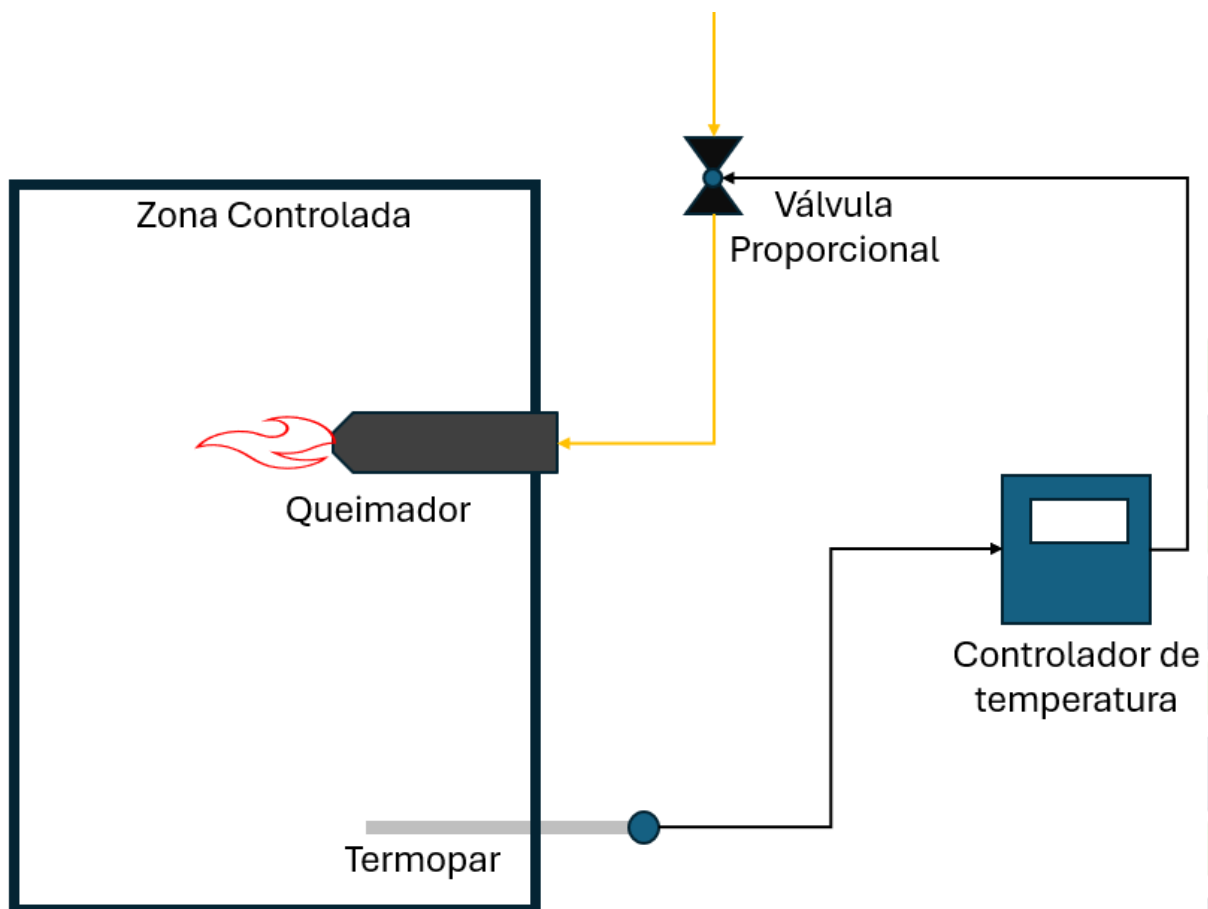 Zona Controlada
Válvula
Proporcional
Queimador
Controlador de
temperatura
Termopar